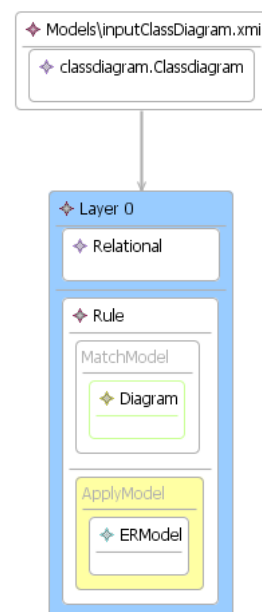 Models\inputClassDiagram.xmi
classdiagram.Classdiagram
Layer 0
Relational
Rule
MatchModel
Diagram
ApplyModel
ERModel